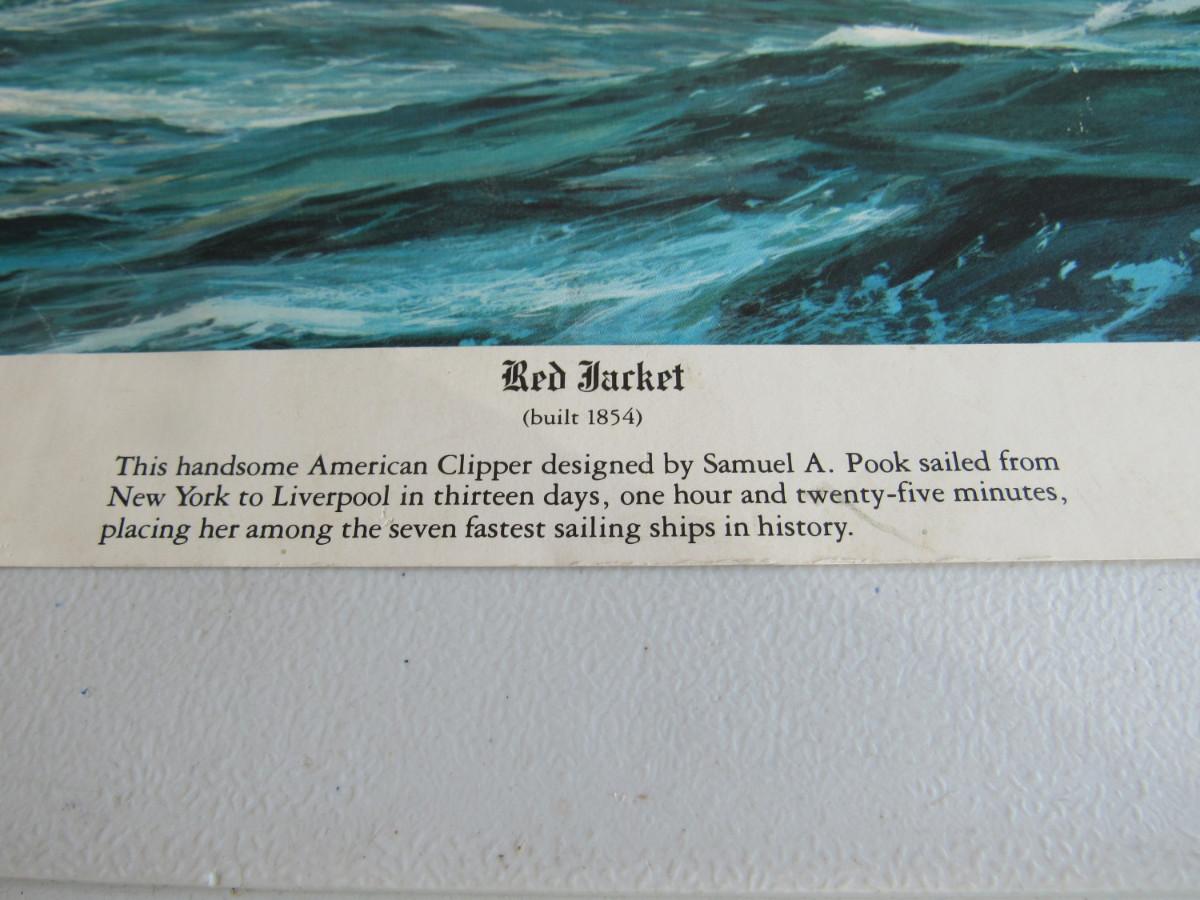 Red Jacket
(built 1854)
This handsome American Clipper designed by Samuel A. Pook sailed from
New York to Liverpool in thirteen days, one hour and twenty-five minutes,
placing her among the seven fastest sailing ships in history.